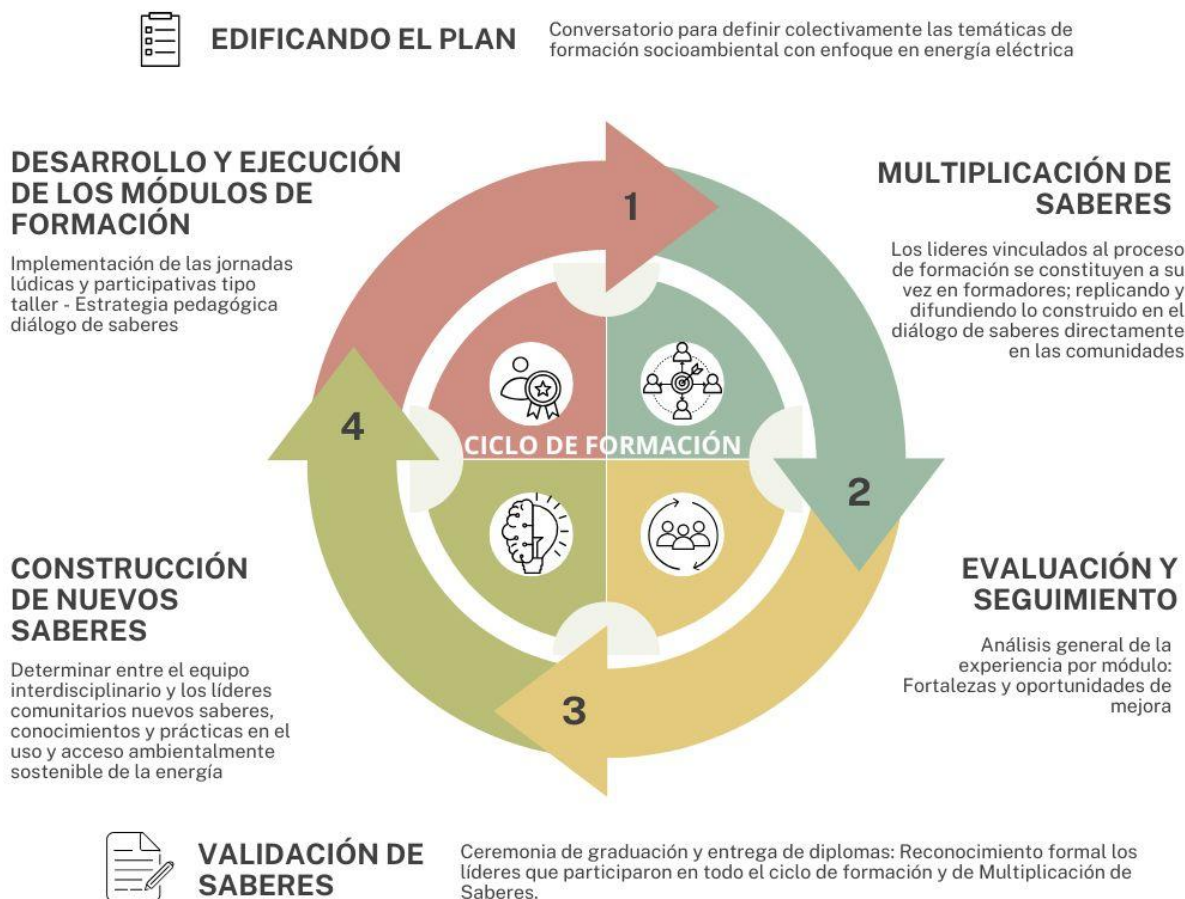 EDIFICANDO EL PLAN
Conversatorio para definir colectivamente las temáticas de
formación socioambiental con enfoque en energía eléctrica
DESARROLLO Y EJECUCIÓN
DE LOS MÓDULOS DE
FORMACIÓN
Implementación de las jornadas
lúdicas y participativas tipo
taller - Estrategia pedagógica
diálogo de saberes
1
MULTIPLICACIÓN DE
SABERES
Los lideres vinculados al proceso
de formación se constituyen a su
vez en formadores; replicando y
difundiendo lo construido en el
diálogo de saberes directamente
en las comunidades
4
CICLO DE FORMACIÓN
2
CONSTRUCCIÓN
DE NUEVOS
SABERES
Determinar entre el equipo
interdisciplinario y los líderes
comunitarios nuevos saberes,
conocimientos y prácticas en el
uso y acceso ambientalmente
sostenible de la energía
3
EVALUACIÓN Y
SEGUIMIENTO
Análisis general de la
experiencia por módulo:
Fortalezas y oportunidades de
mejora
VALIDACIÓN DE
SABERES
Ceremonia de graduación y entrega de diplomas: Reconocimiento formal los
líderes que participaron en todo el ciclo de formación y de Multiplicación de
Saberes.